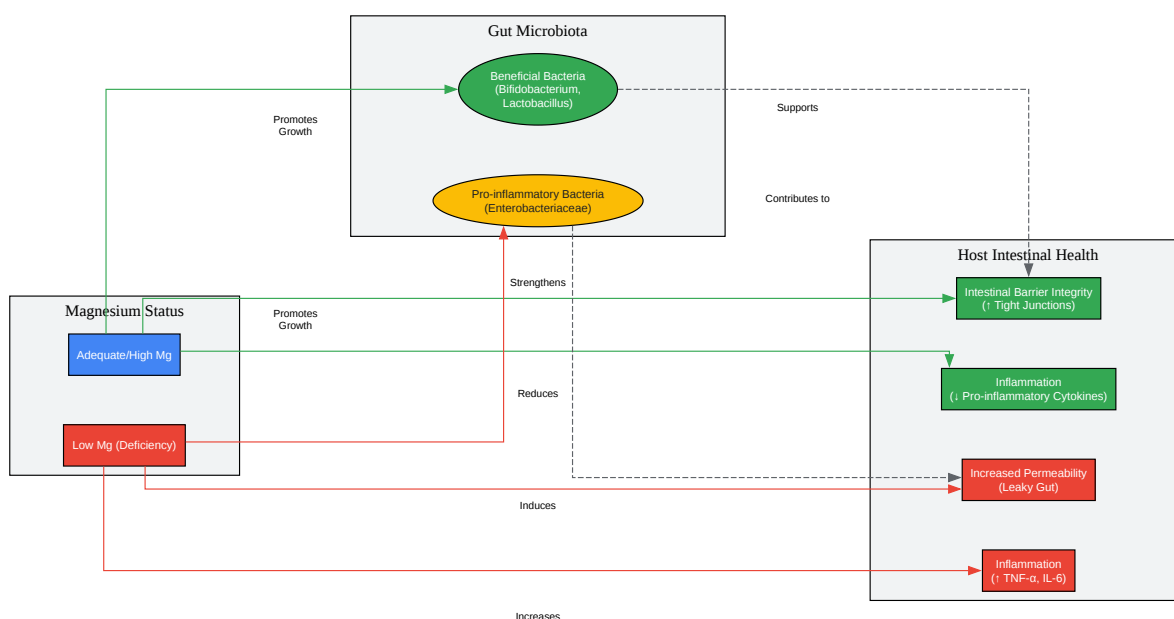 Gut Microbiota
Beneficial Bacteria
(Bifidobacterium,
Lactobacillus)
Supports
Promotes
Growth
Pro-inflammatory Bacteria
(Enterobacteriaceae)
Contributes to
Host Intestinal Health
Strengthens
Intestinal Barrier Integrity
(↑ Tight Junctions)
Magnesium Status
Promotes
Growth
Adequate/High Mg
Inflammation
(↓ Pro-inflammatory Cytokines)
Reduces
Low Mg (Deficiency)
Increased Permeability
(Leaky Gut)
Induces
Inflammation
(↑ TNF-α, IL-6)
Increases